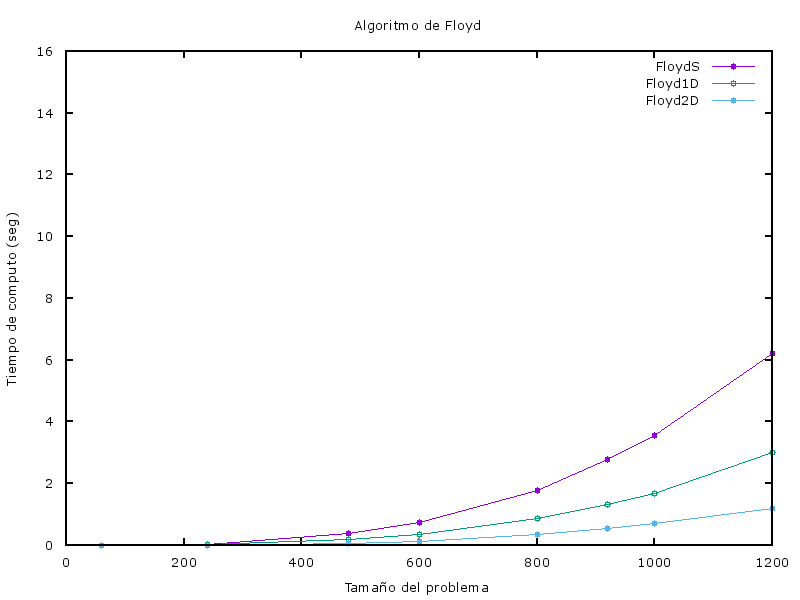 Algoritmo de Floyd
FloydS
Floyd1D
Floyd2D
16
14
12
10
8
6
4
2
0
Tiempo de computo (seg)
0 200 400 600 800 1000 1200
Tamaño del problema